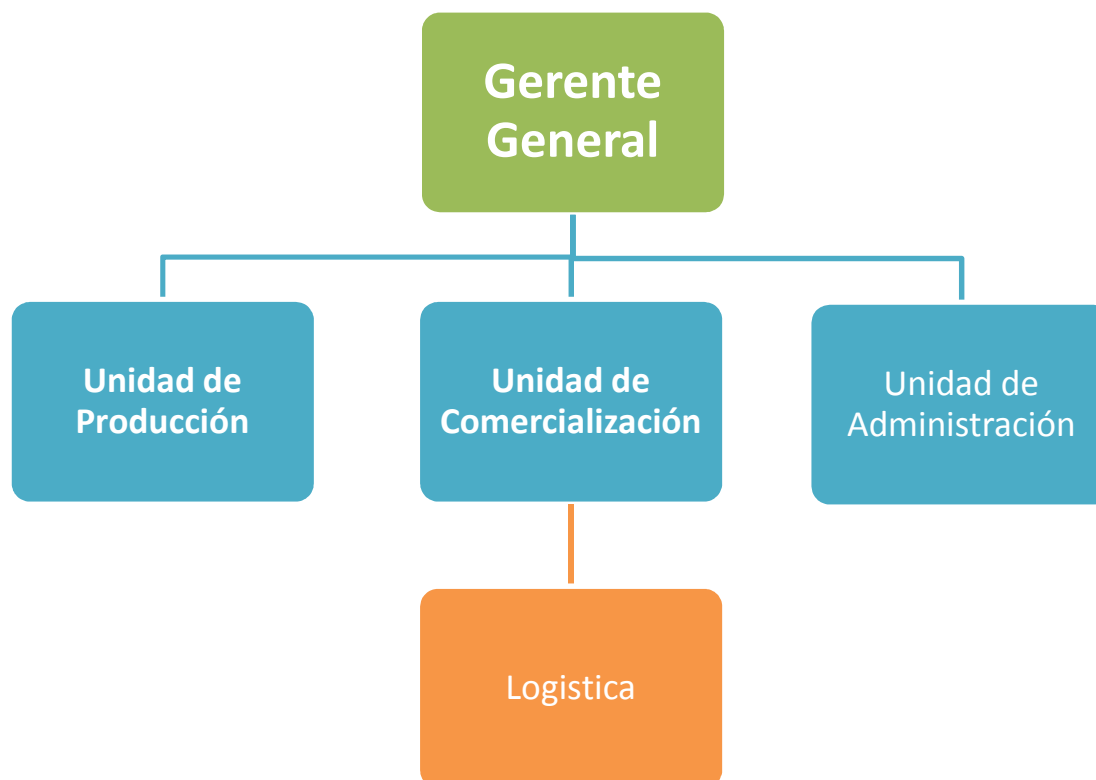 Gerente
General
Unidad de
Producción
Unidad de
Comercialización
Unidad de
Administración
Logistica